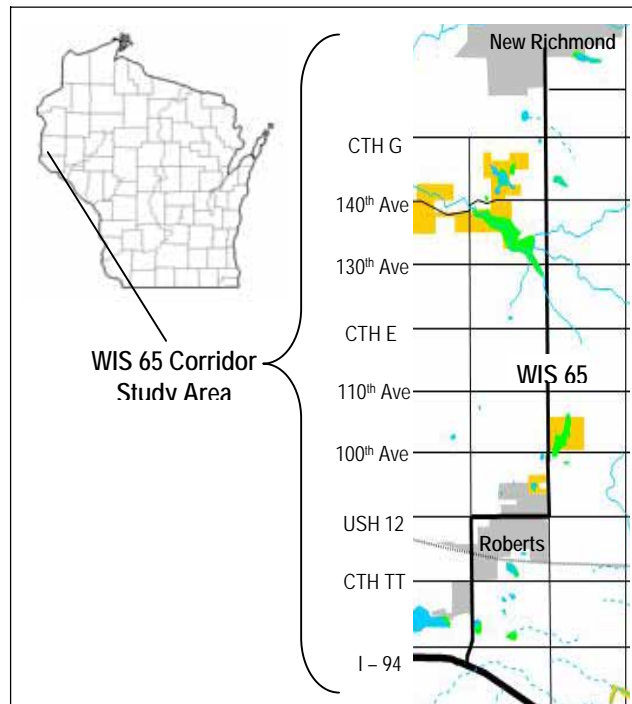 New Richmond
CTH G
140th Ave
130th Ave
CTH E
WIS 65 Corridor
Study Area
WIS 65
110th Ave
100th Ave
USH 12
Roberts
CTH TT
I – 94